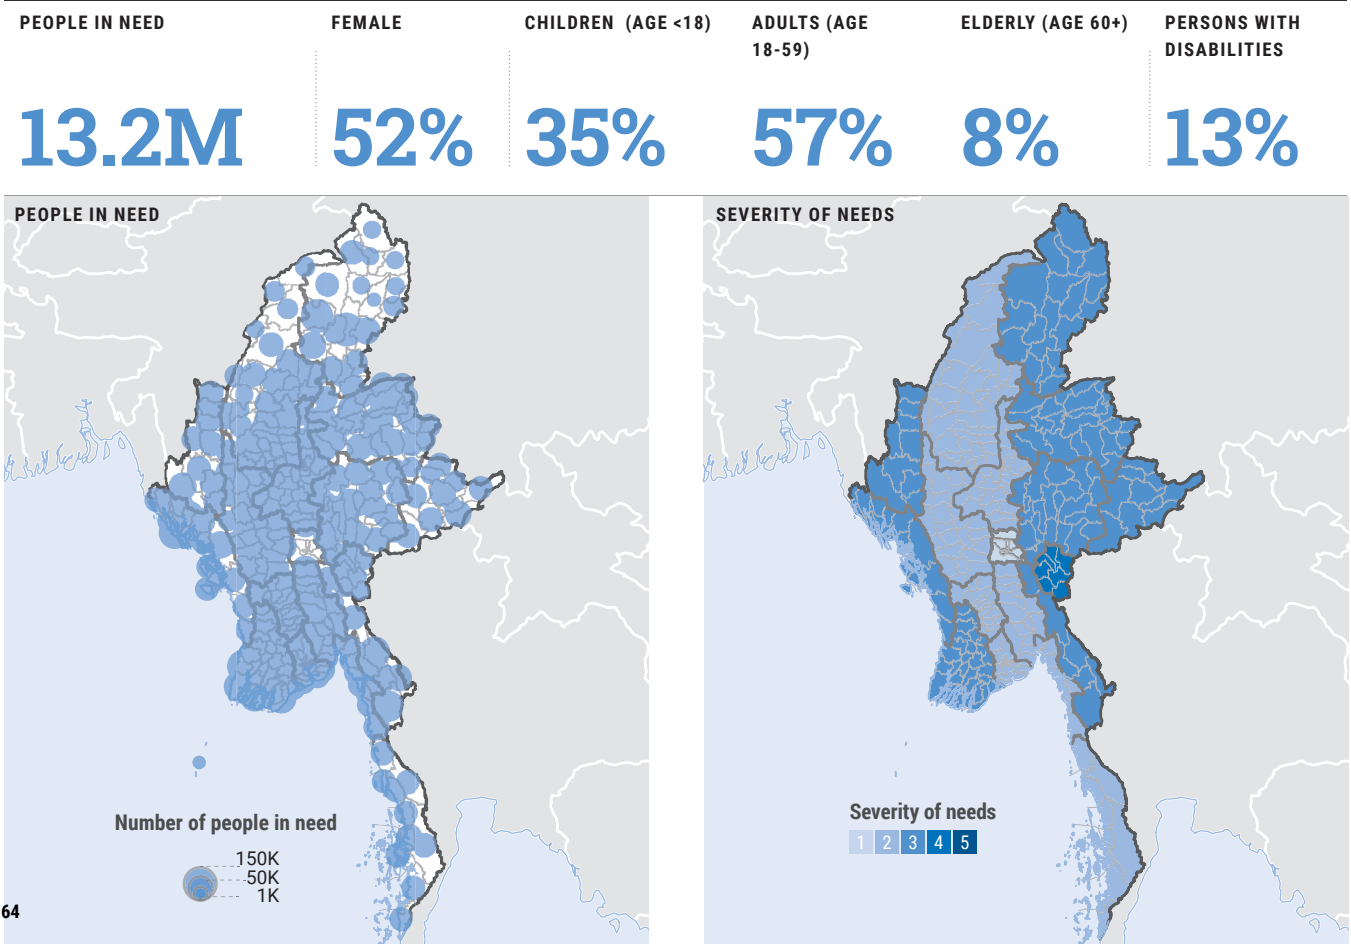 PEOPLE IN NEED
13.2M
FEMALE
52%
CHILDREN (AGE <18)
35%
ADULTS (AGE
18-59)
57%
ELDERLY (AGE 60+)
8%
PERSONS WITH
DISABILITIES
13%
PEOPLE IN NEED
Number of people in need
150K
50K
1K
SEVERITY OF NEEDS
Severity of needs
1 2 3 4 5
64